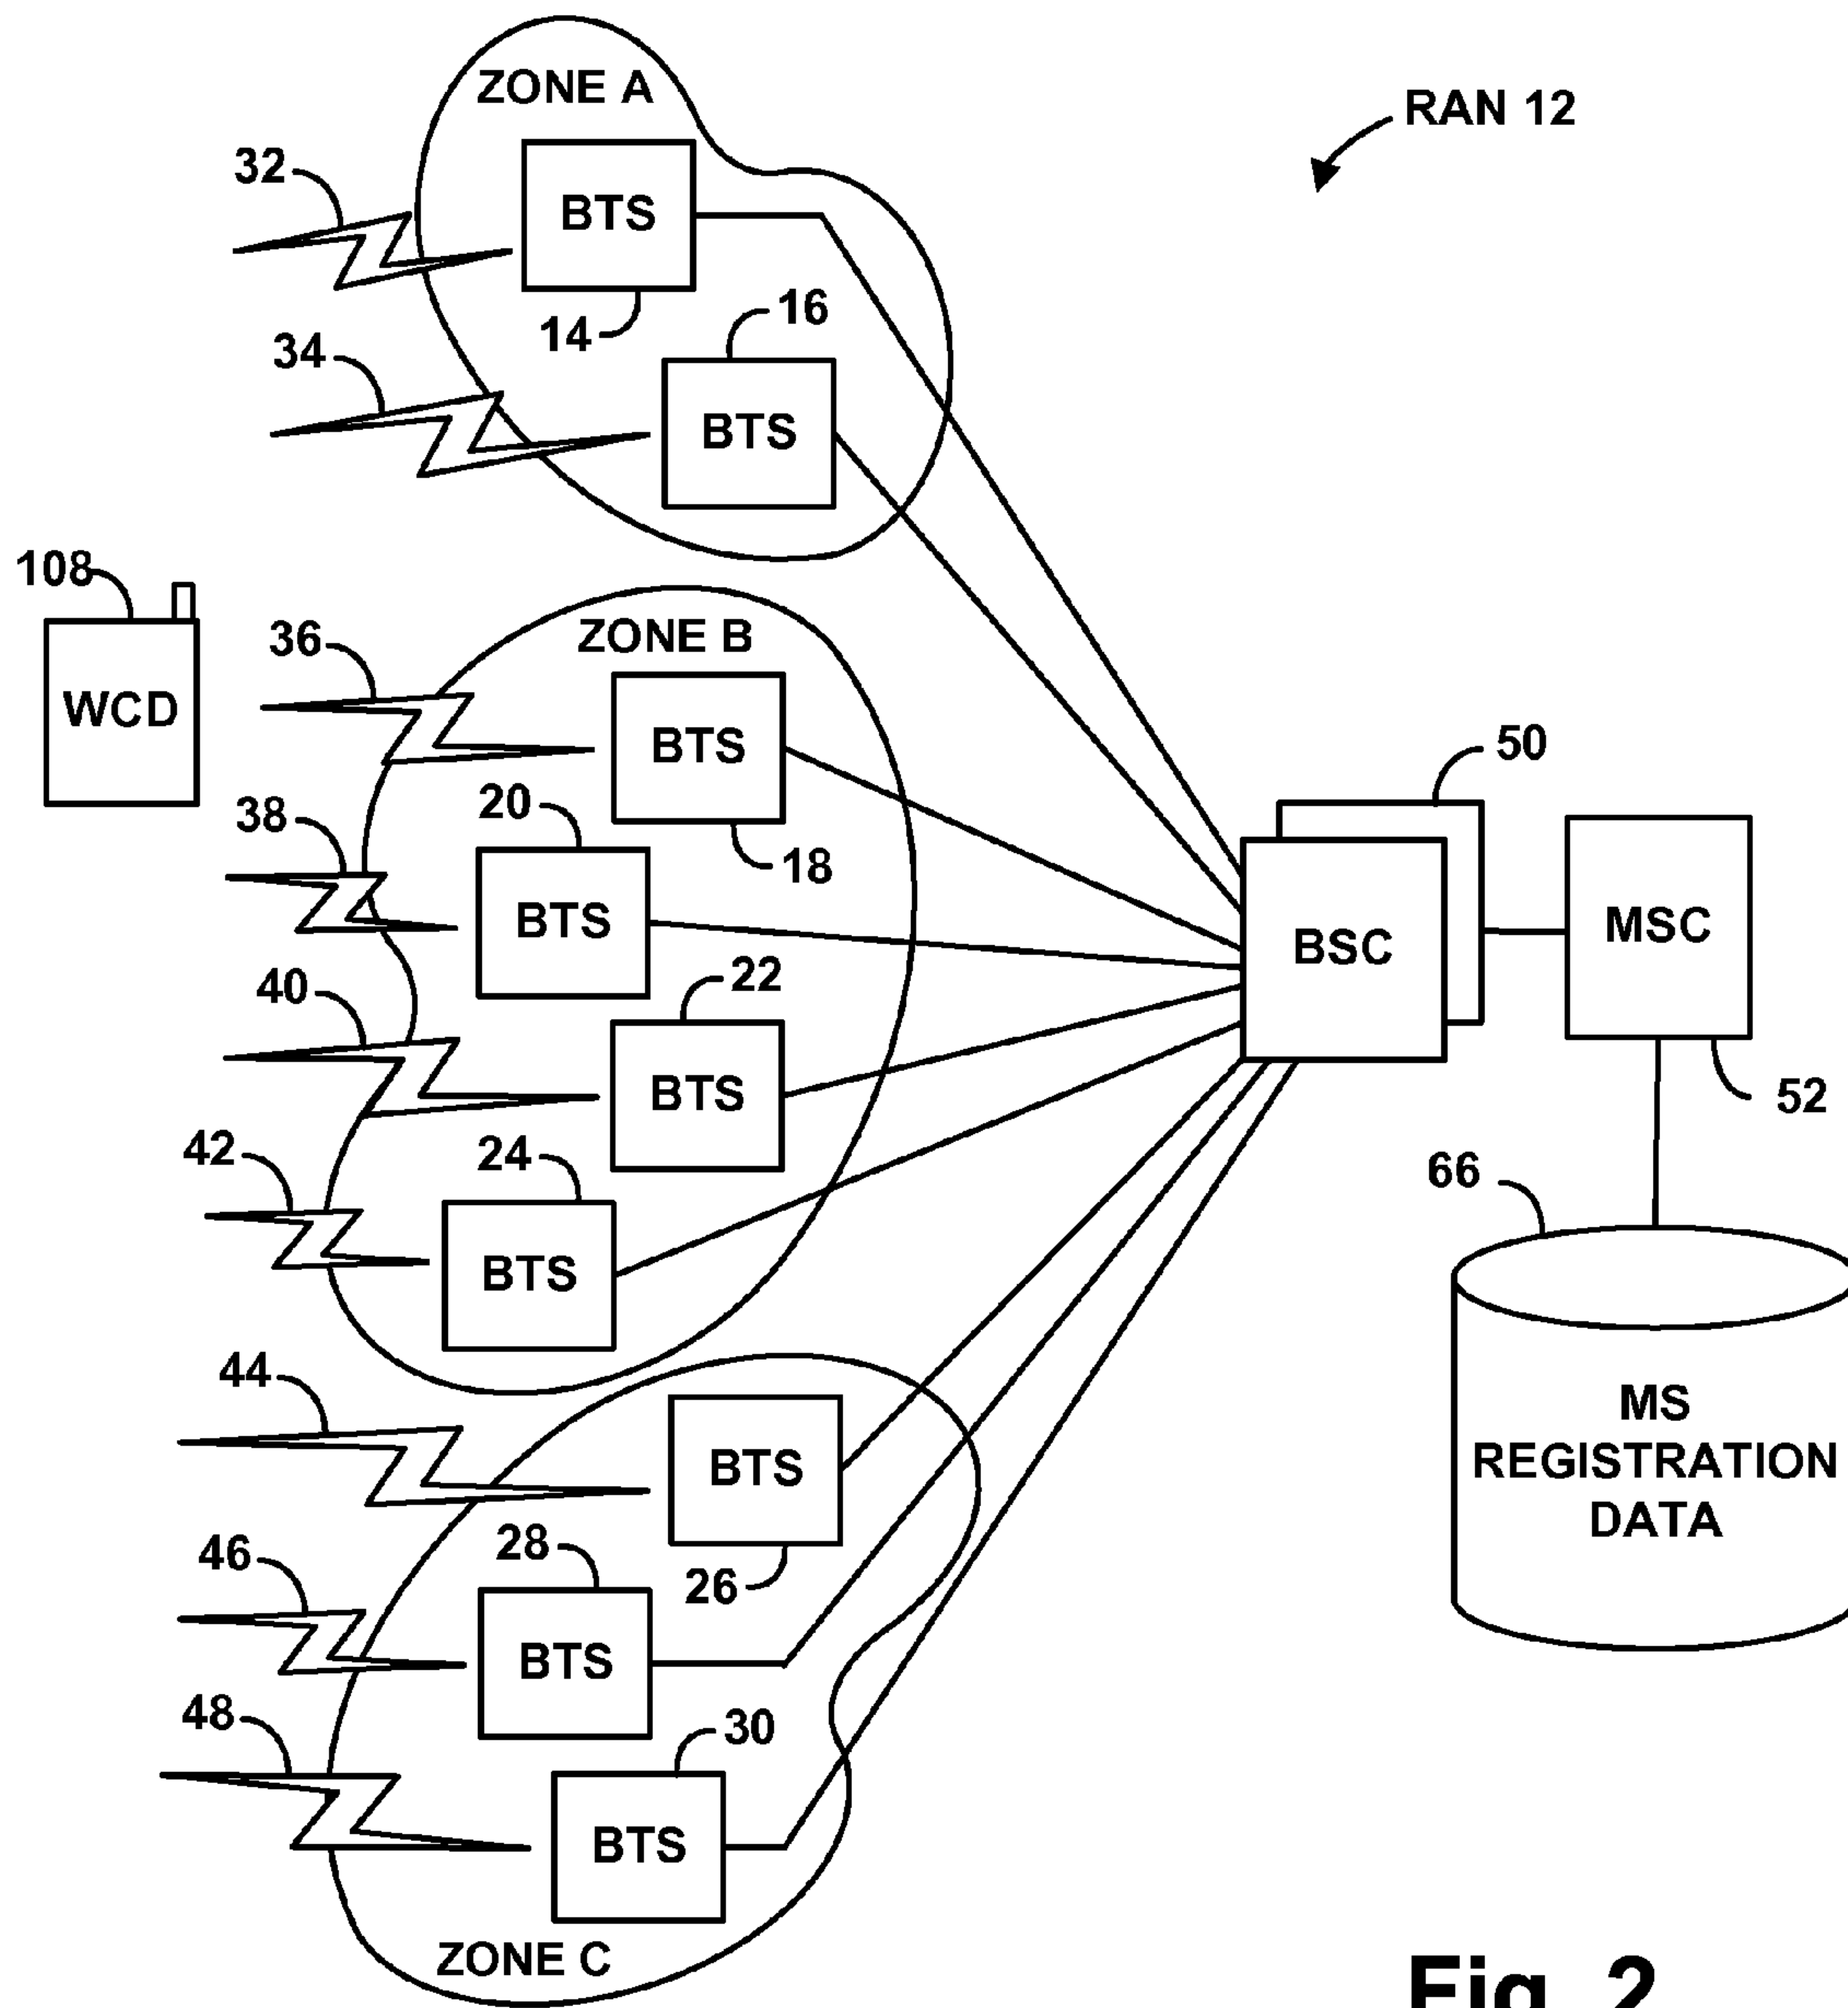 ZONE A
RAN 12
32
BTS
14
16
34
BTS
108
WCD
36
ZONE B
BTS
18
38
20
BTS
50
BSC
MSC
52
40
22
BTS
42
24
BTS
66
MS
REGISTRATION
DATA
44
BTS
26
46
28
BTS
48
30
BTS
ZONE C
Fig. 2